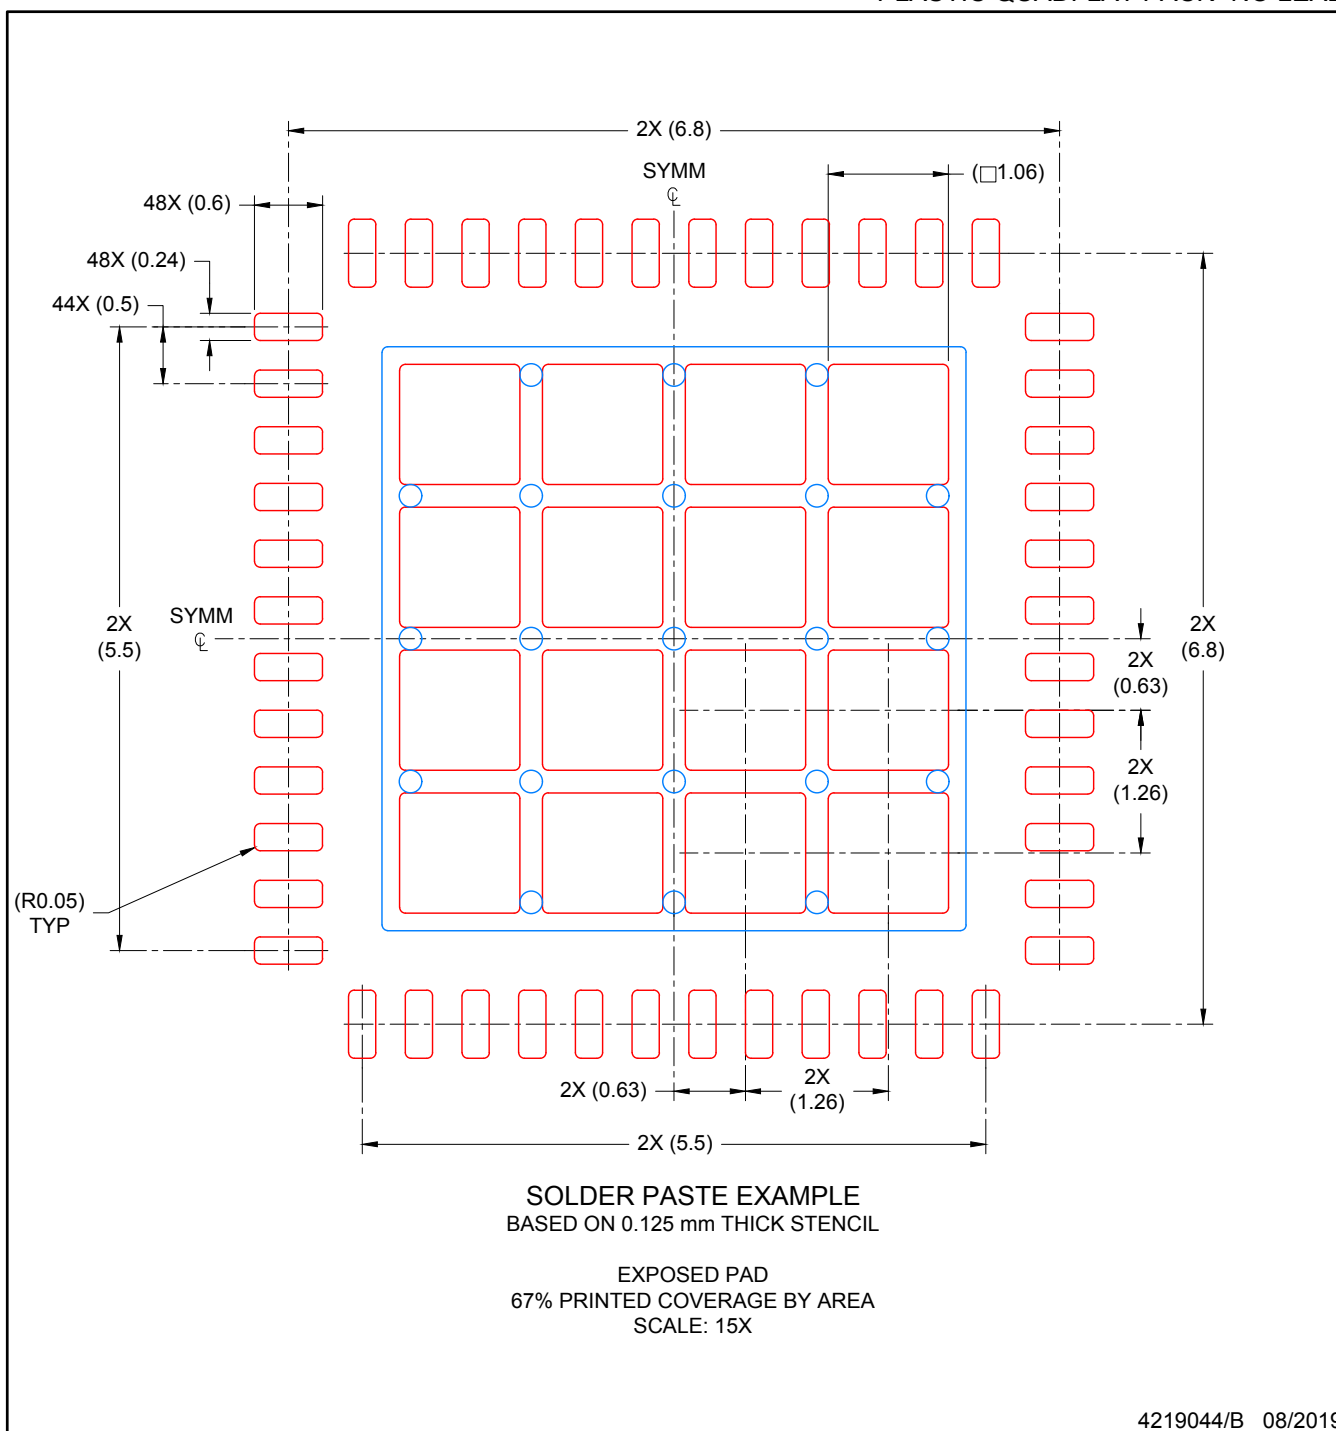 2X (6.8)
SYMM
(□1.06)
48X (0.6)
48X (0.24)
44X (0.5)
SYMM
2X
(5.5)
2X
(6.8)
2X
(0.63)
2X
(1.26)
(R0.05)
TYP
2X (0.63)
2X
(1.26)
2X (5.5)
SOLDER PASTE EXAMPLE
BASED ON 0.125 mm THICK STENCIL
EXPOSED PAD
67% PRINTED COVERAGE BY AREA
SCALE: 15X
4219044/B 08/2019